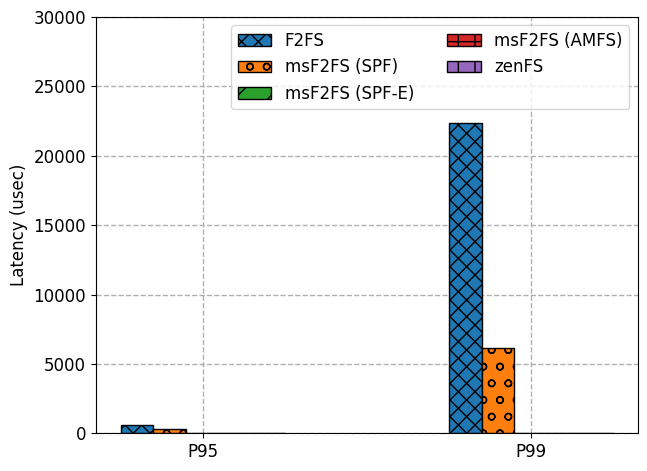 30000
25000
20000
15000
10000
5000
0
Latency (usec)
F2FS
msF2FS (SPF)
msF2FS (SPF-E)
msF2FS (AMFS)
zenFS
P95
P99